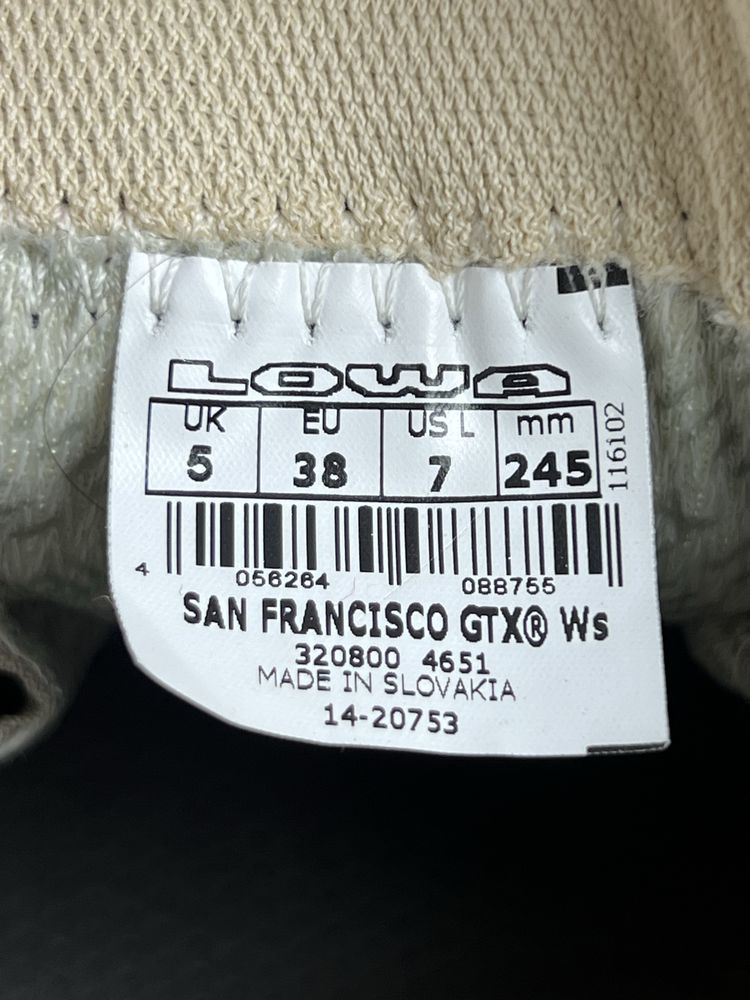 LOWA
UK EU US L mm
5 38 7 245
116i02
4 056264 088755
SAN FRANCISCO GTX® Ws
320800 4651
MADE IN SLOVAKIA
14-20753